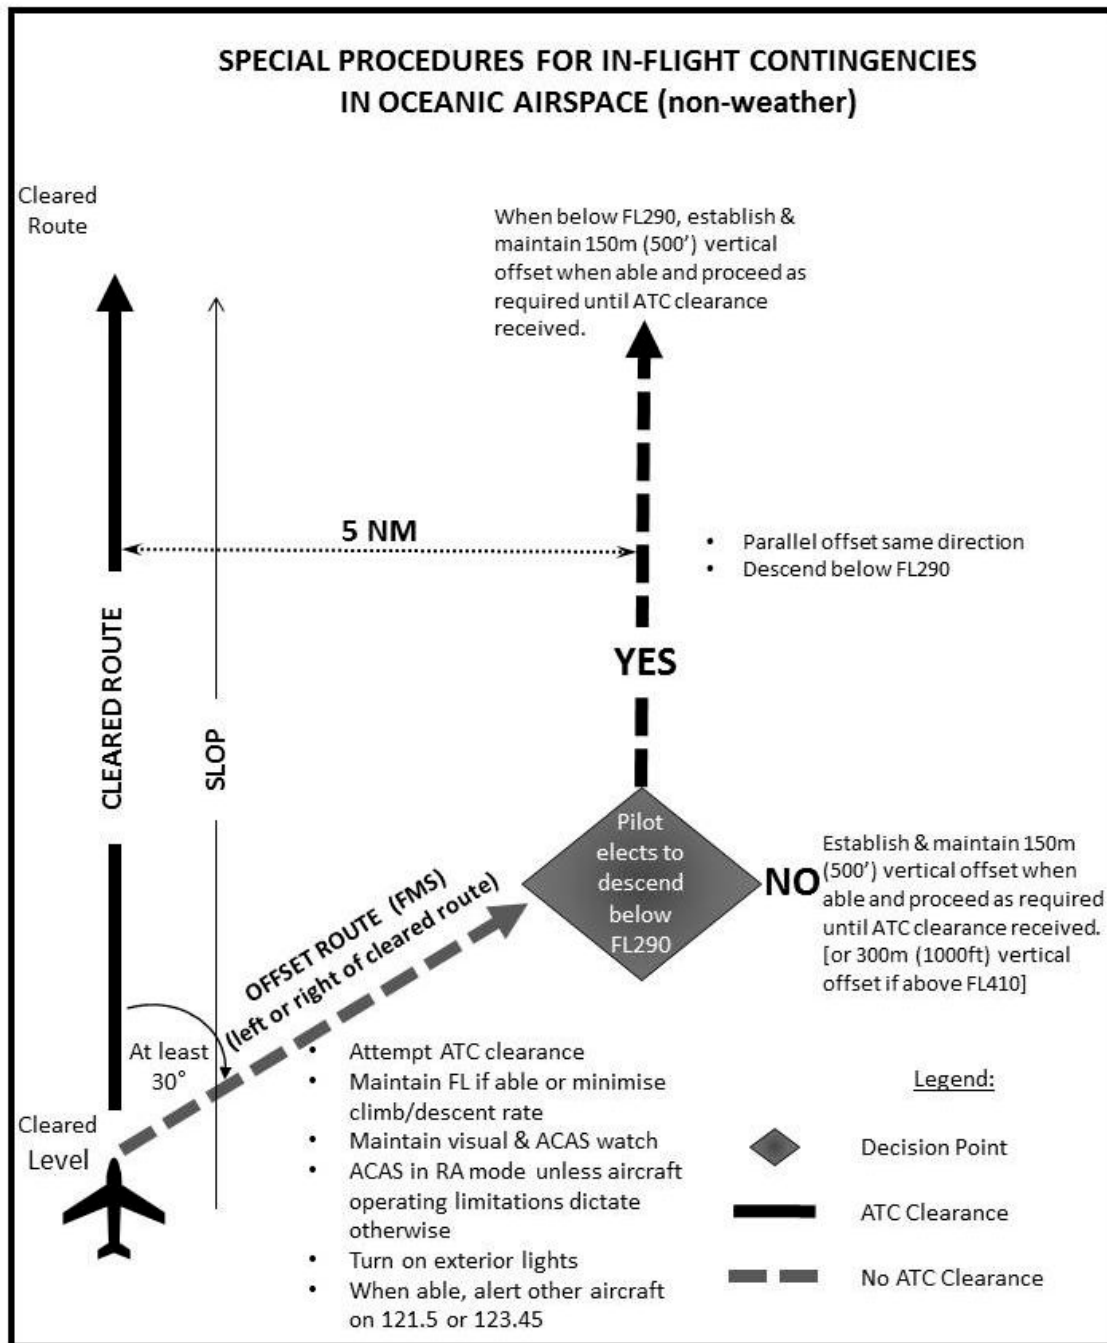 SPECIAL PROCEDURES FOR IN-FLIGHT CONTINGENCIES
IN OCEANIC AIRSPACE (non-weather)
Cleared
Route
When below FL290, establish &
maintain 150m (500') vertical
offset when able and proceed as
required until ATC clearance
received.
5 NM
• Parallel offset same direction
• Descend below FL290
CLEARED ROUTE
SLOP
YES
Pilot
elects to
descend
below
FL290
NO
Establish & maintain 150m
(500') vertical offset when
able and proceed as required
until ATC clearance received.
[or 300m (1000ft) vertical
offset if above FL410]
OFFSET ROUTE (FMS)
(left or right of cleared route)
At least
30°
Cleared
Level
• Attempt ATC clearance
• Maintain FL if able or minimise
climb/descent rate
• Maintain visual & ACAS watch
• ACAS in RA mode unless aircraft
operating limitations dictate
otherwise
• Turn on exterior lights
• When able, alert other aircraft
on 121.5 or 123.45
Legend:
Decision Point
ATC Clearance
No ATC Clearance